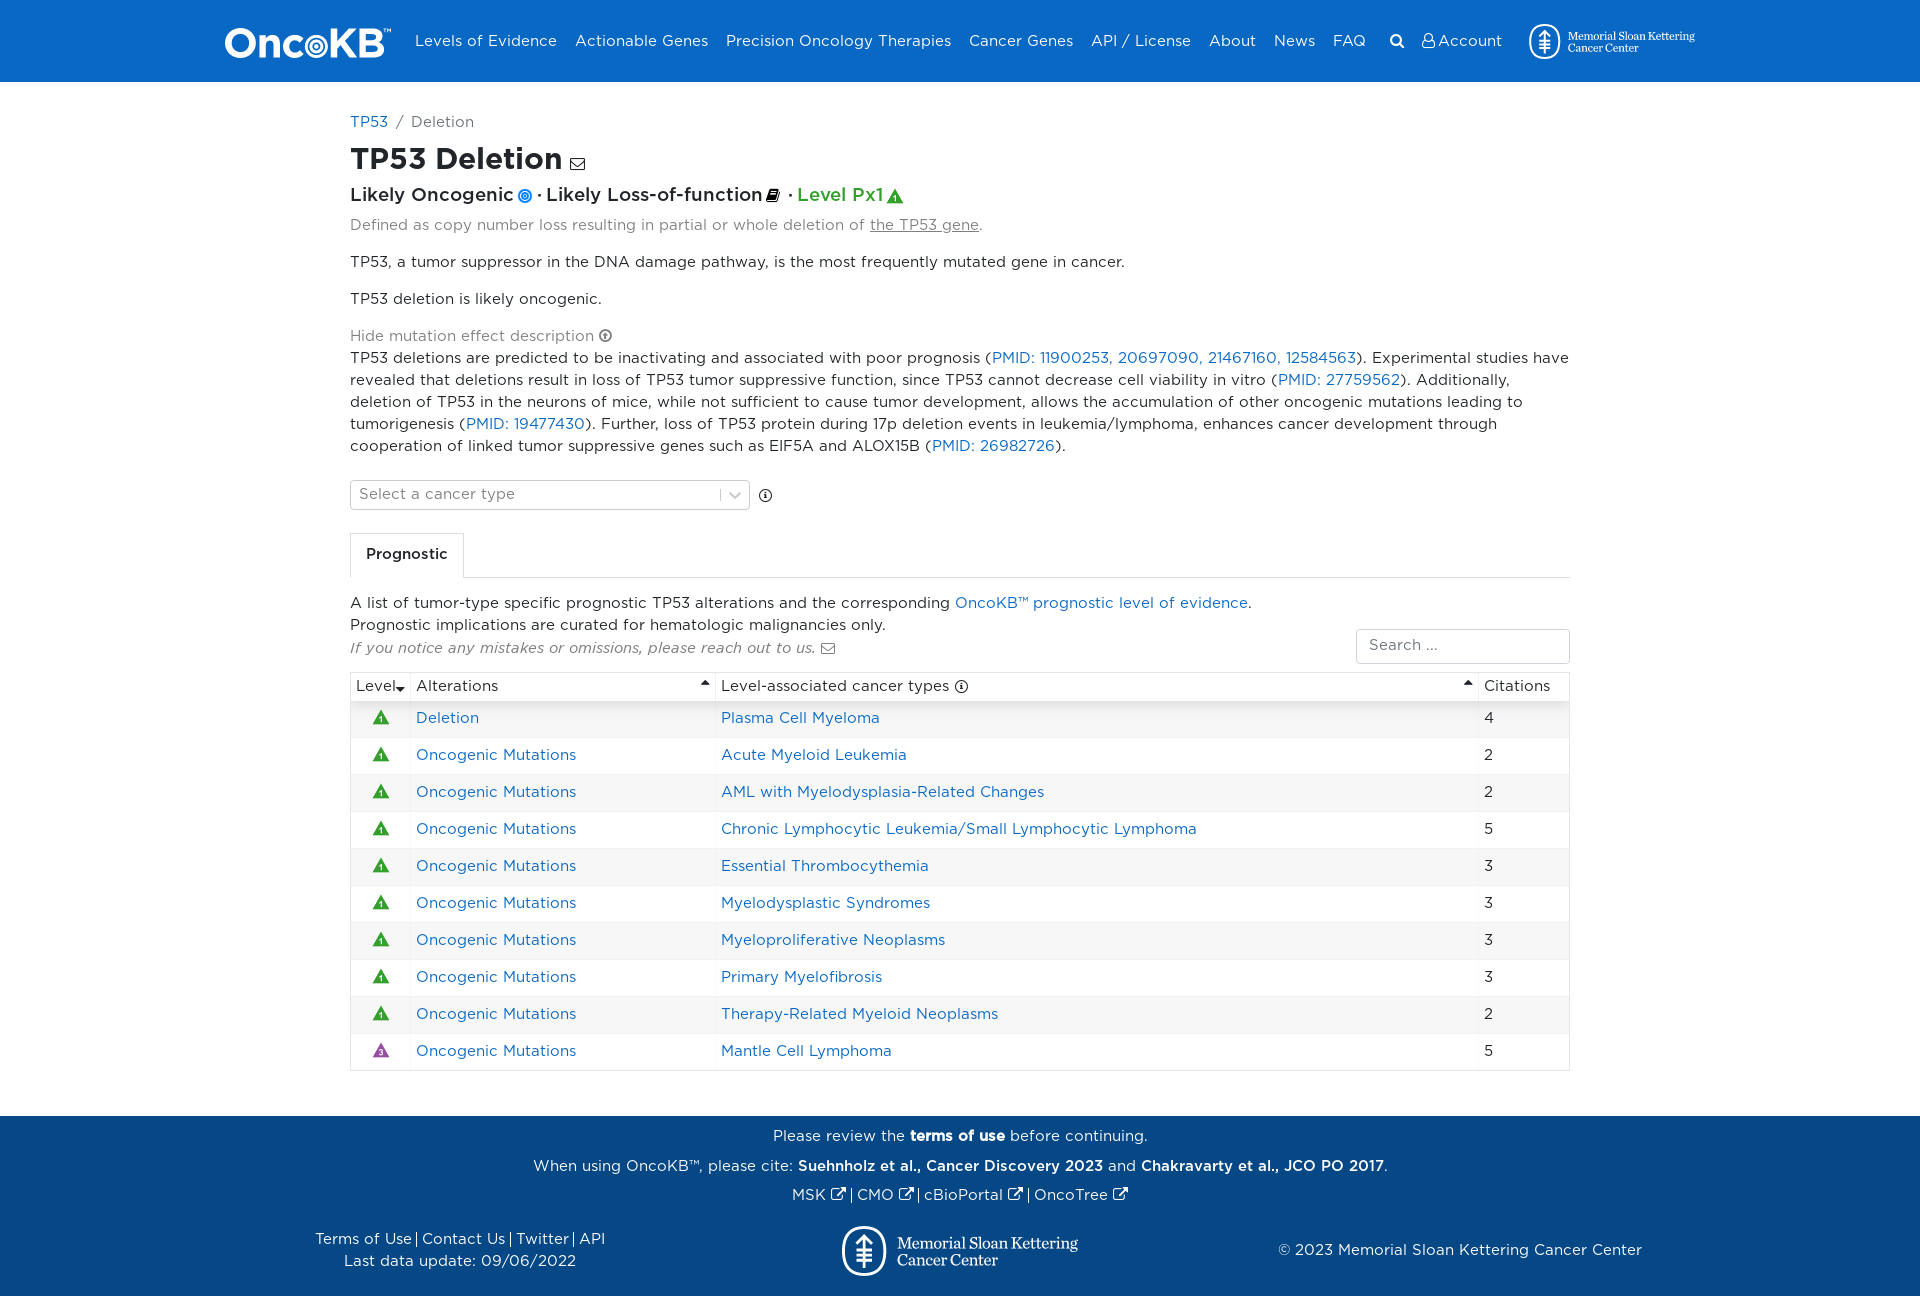 OncoKB™ Levels of Evidence Actionable Genes Precision Oncology Therapies Cancer Genes API / License About News FAQ Account Memorial Sloan Kettering
Cancer Center
TP53 / Deletion
TP53 Deletion
Likely Oncogenic · Likely Loss-of-function · Level Px1 1
Defined as copy number loss resulting in partial or whole deletion of the TP53 gene.
TP53, a tumor suppressor in the DNA damage pathway, is the most frequently mutated gene in cancer.
TP53 deletion is likely oncogenic.
Hide mutation effect description
TP53 deletions are predicted to be inactivating and associated with poor prognosis (PMID: 11900253, 20697090, 21467160, 12584563). Experimental studies have
revealed that deletions result in loss of TP53 tumor suppressive function, since TP53 cannot decrease cell viability in vitro (PMID: 27759562). Additionally,
deletion of TP53 in the neurons of mice, while not sufficient to cause tumor development, allows the accumulation of other oncogenic mutations leading to
tumorigenesis (PMID: 19477430). Further, loss of TP53 protein during 17p deletion events in leukemia/lymphoma, enhances cancer development through
cooperation of linked tumor suppressive genes such as EIF5A and ALOX15B (PMID: 26982726).
Select a cancer type
Prognostic
A list of tumor-type specific prognostic TP53 alterations and the corresponding OncoKB™ prognostic level of evidence.
Prognostic implications are curated for hematologic malignancies only.
If you notice any mistakes or omissions, please reach out to us.
Search ...
Level Alterations Level-associated cancer types Citations
1 Deletion Plasma Cell Myeloma 4
1 Oncogenic Mutations Acute Myeloid Leukemia 2
1 Oncogenic Mutations AML with Myelodysplasia-Related Changes 2
1 Oncogenic Mutations Chronic Lymphocytic Leukemia/Small Lymphocytic Lymphoma 5
1 Oncogenic Mutations Essential Thrombocythemia 3
1 Oncogenic Mutations Myelodysplastic Syndromes 3
1 Oncogenic Mutations Myeloproliferative Neoplasms 3
1 Oncogenic Mutations Primary Myelofibrosis 3
1 Oncogenic Mutations Therapy-Related Myeloid Neoplasms 2
3 Oncogenic Mutations Mantle Cell Lymphoma 5
Please review the terms of use before continuing.
When using OncoKB™, please cite: Suehnholz et al., Cancer Discovery 2023 and Chakravarty et al., JCO PO 2017.
MSK | CMO | cBioPortal | OncoTree
Terms of Use | Contact Us | Twitter | API
Last data update: 09/06/2022
Memorial Sloan Kettering
Cancer Center
© 2023 Memorial Sloan Kettering Cancer Center